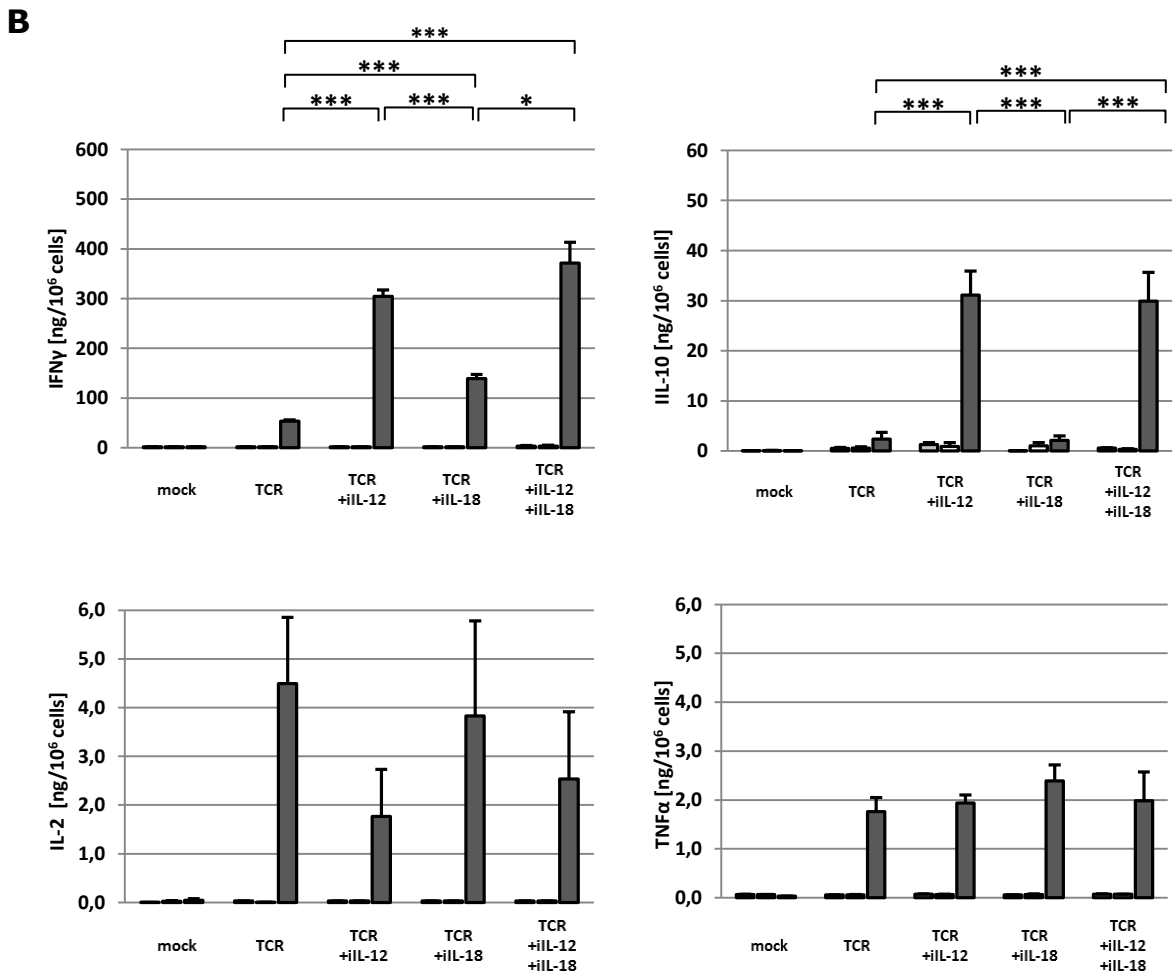 B
***
***
*** *** *
600
500
400
300
200
100
0
IFNγ [ng/10⁶ cells]
mock TCR TCR TCR TCR
+iIL-12 +iIL-18 +iIL-12
+iIL-18
***
*** *** ***
60
50
40
30
20
10
0
IIL-10 [ng/10⁶ cellsl]
mock TCR TCR TCR TCR
+iIL-12 +iIL-18 +iIL-12
+iIL-18
6,0
5,0
4,0
3,0
2,0
1,0
0,0
IL-2 [ng/10⁶ cells]
mock TCR TCR TCR TCR
+iIL-12 +iIL-18 +iIL-12
+iIL-18
6,0
5,0
4,0
3,0
2,0
1,0
0,0
TNFα [ng/10⁶ cells]
mock TCR TCR TCR TCR
+iIL-12 +iIL-18 +iIL-12
+iIL-18